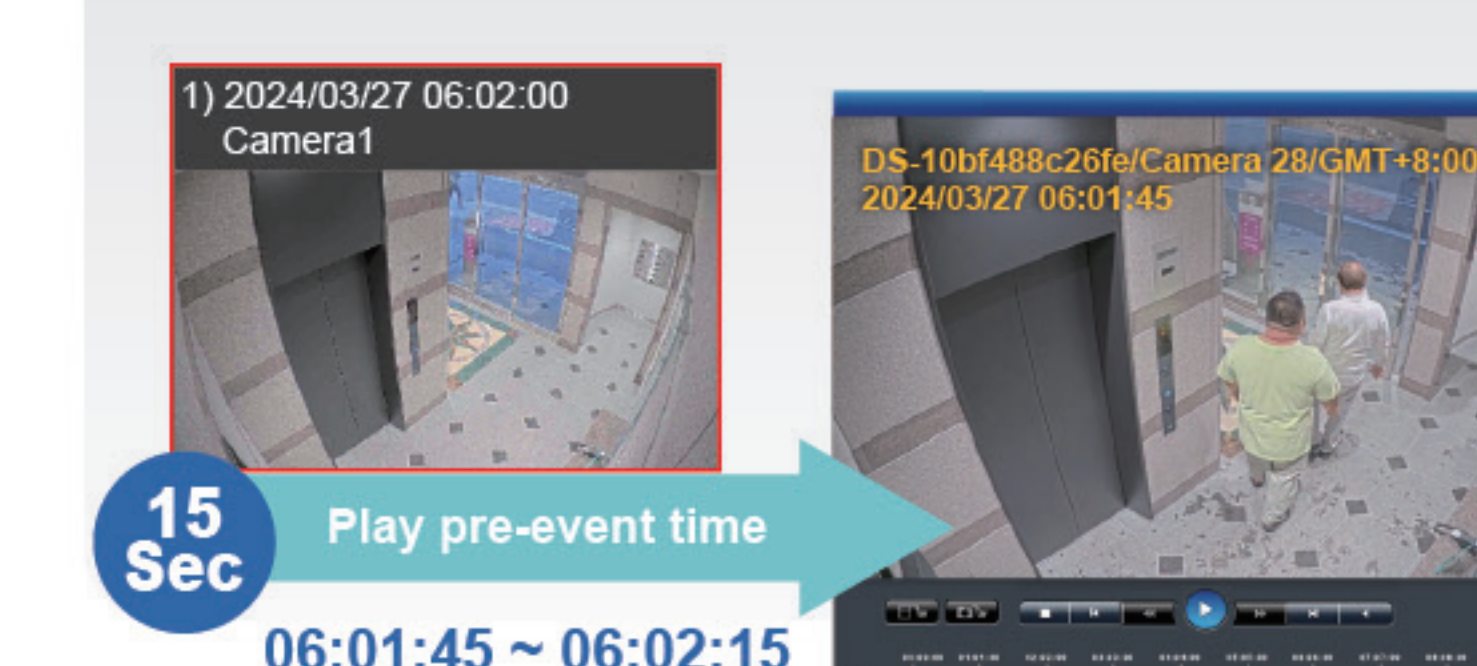 1) 2024/03/27 06:02:00
Camera1
DS-10bf488c26fe/Camera 28/GMT+8:00
2024/03/27 06:01:45
15
Sec
Play pre-event time
06:01:45 ~ 06:02:15